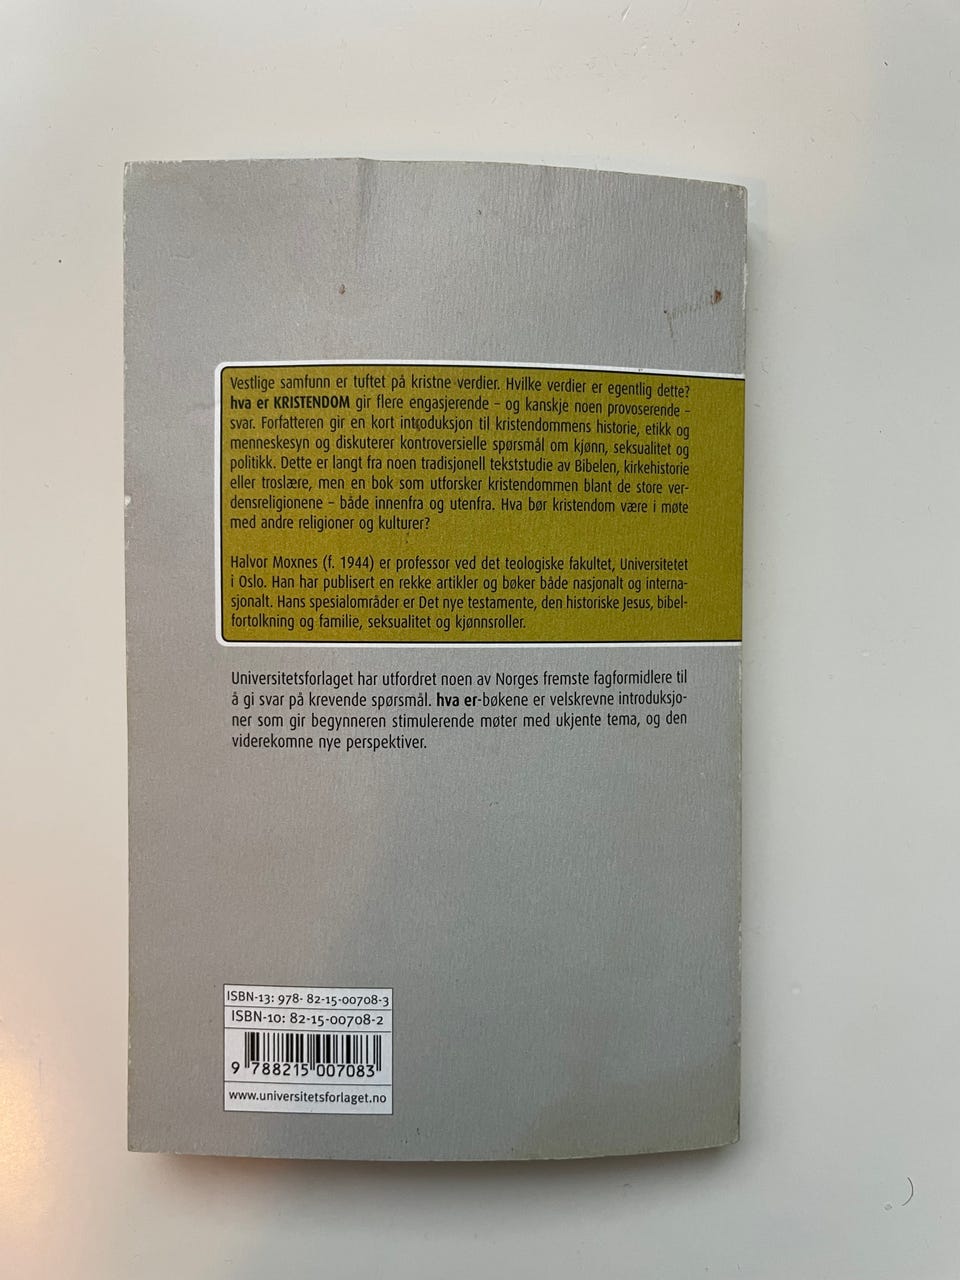 Vestlige samfunn er tuftet på kristne verdier. Hvilke verdier er egentlig dette?
hva er KRISTENDOM gir flere engasjerende – og kanskje noen provoserende –
svar. Forfatteren gir en kort introduksjon til kristendommens historie, etikk og
menneskesyn og diskuterer kontroversielle spørsmål om kjønn, seksualitet og
politikk. Dette er langt fra noen tradisjonell tekststudie av Bibelen, kirkehistorie
eller troslære, men en bok som utforsker kristendommen blant de store ver-
densreligionene – både innenfra og utenfra. Hva bør kristendom være i møte
med andre religioner og kulturer?
Halvor Moxnes (f. 1944) er professor ved det teologiske fakultet, Universitetet
i Oslo. Han har publisert en rekke artikler og bøker både nasjonalt og interna-
sjonalt. Hans spesialområder er Det nye testamente, den historiske Jesus, bibel-
fortolkning og familie, seksualitet og kjønnsroller.
Universitetsforlaget har utfordret noen av Norges fremste fagformidlere til
å gi svar på krevende spørsmål. hva er-bøkene er velskrevne introduksjo-
ner som gir begynneren stimulerende møter med ukjente tema, og den
viderekomne nye perspektiver.
ISBN-13: 978- 82-15-00708-3
ISBN-10: 82-15-00708-2
9 788215 007083
www.universitetsforlaget.no